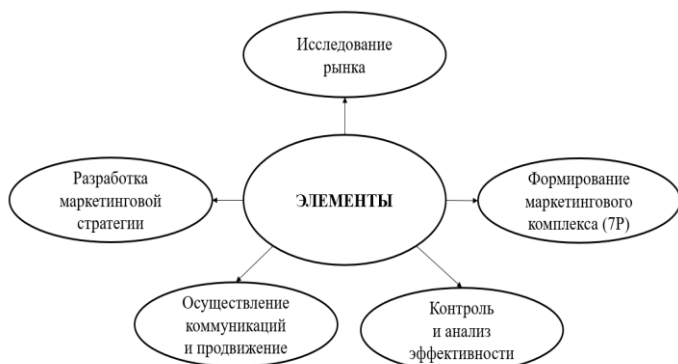 Исследование
рынка
Разработка
маркетинговой
стратегии
ЭЛЕМЕНТЫ
Формирование
маркетингового
комплекса (7P)
Осуществление
коммуникаций
и продвижение
Контроль
и анализ
эффективности